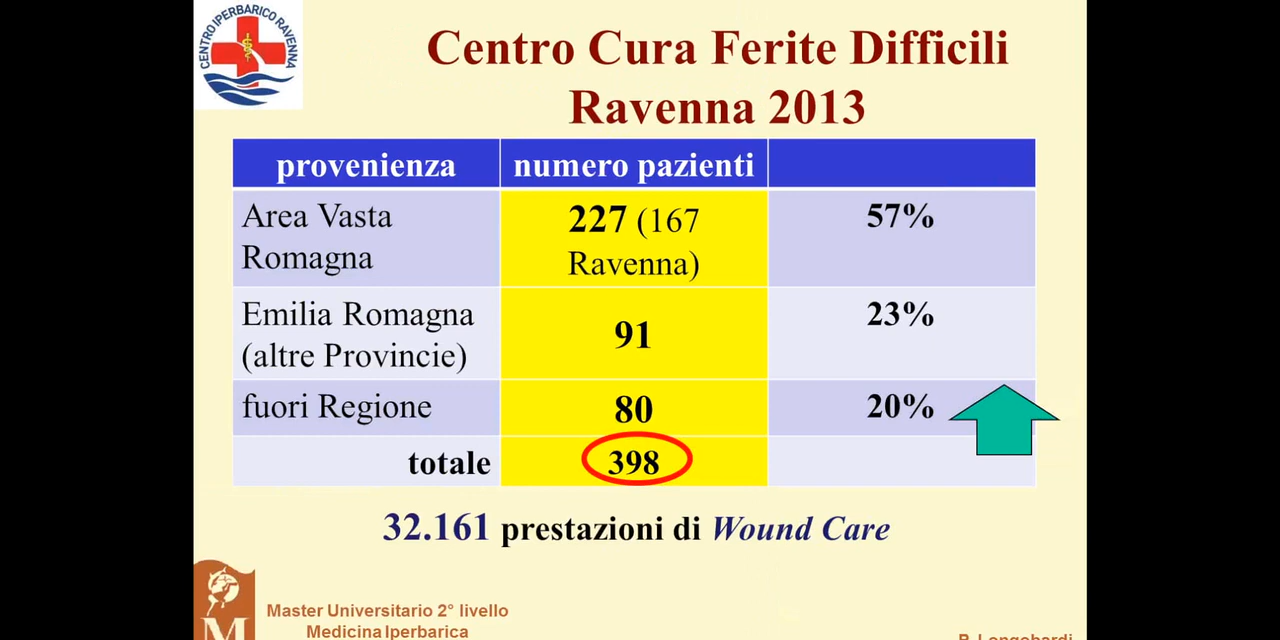 CENTRO IPERBARICO RAVENNA
Centro Cura Ferite Difficili
Ravenna 2013
provenienza numero pazienti
Area Vasta 227 (167 57%
Romagna Ravenna)
Emilia Romagna 91 23%
(altre Provincie)
fuori Regione 80 20%
totale 398
32.161 prestazioni di Wound Care
M
Master Universitario 2° livello
Medicina Iperbarica
P. Longobardi